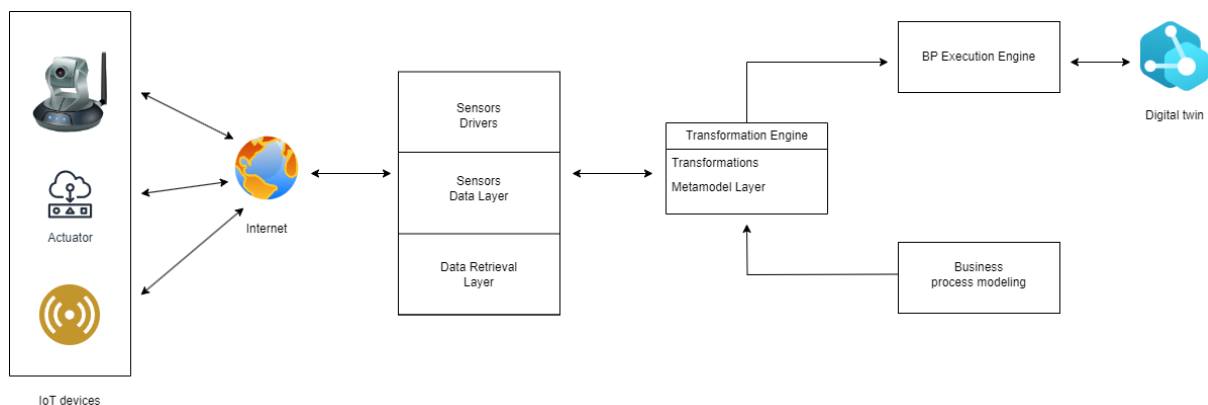 Actuator
IoT devices
Internet
Sensors
Drivers
Sensors
Data Layer
Data Retrieval
Layer
Transformation Engine
Transformations
Metamodel Layer
BP Execution Engine
Digital twin
Business
process modeling